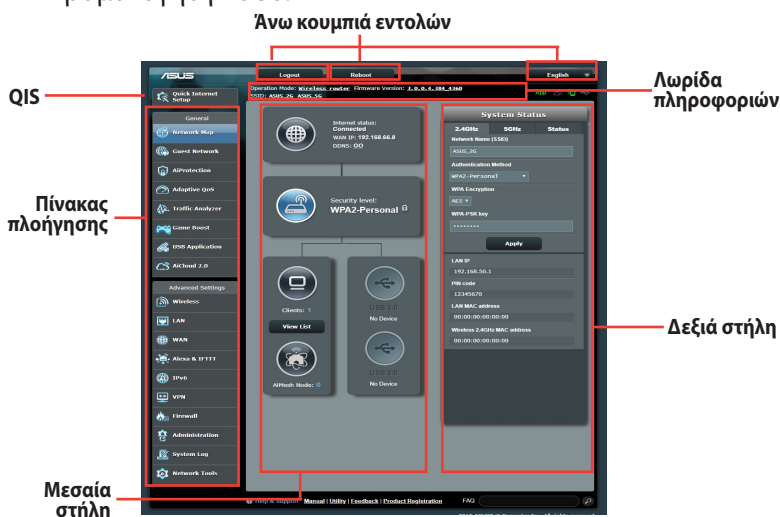 Άνω κουμπιά εντολών
QIS
Λωρίδα
πληροφοριών
Πίνακας
πλοήγησης
Δεξιά στήλη
Μεσαία
στήλη
ASUS
Logout
Reboot
English
Quick Internet
Setup
Operation Mode: Wireless router Firmware Version: 3.0.0.4.384_4360
SSID: ASUS_2G ASUS_5G
General
Network Map
Guest Network
AiProtection
Adaptive QoS
Traffic Analyzer
Game Boost
USB Application
AiCloud 2.0
Advanced Settings
Wireless
LAN
WAN
Alexa & IFTTT
IPv6
VPN
Firewall
Administration
System Log
Network Tools
Internet status:
Connected
WAN IP: 192.168.66.8
DDNS: GO
Security level:
WPA2-Personal
Clients: 1
View List
AiMesh Node: 0
USB 3.0
No Device
USB 3.0
No Device
System Status
2.4GHz 5GHz Status
Network Name (SSID)
ASUS_2G
Authentication Method
WPA2-Personal
WPA Encryption
AES
WPA-PSK key
********
Apply
LAN IP
192.168.50.1
PIN code
12345670
LAN MAC address
00:00:00:00:00:00
Wireless 2.4GHz MAC address
00:00:00:00:00:00
Help & Support Manual | Utility | Feedback | Product Registration FAQ